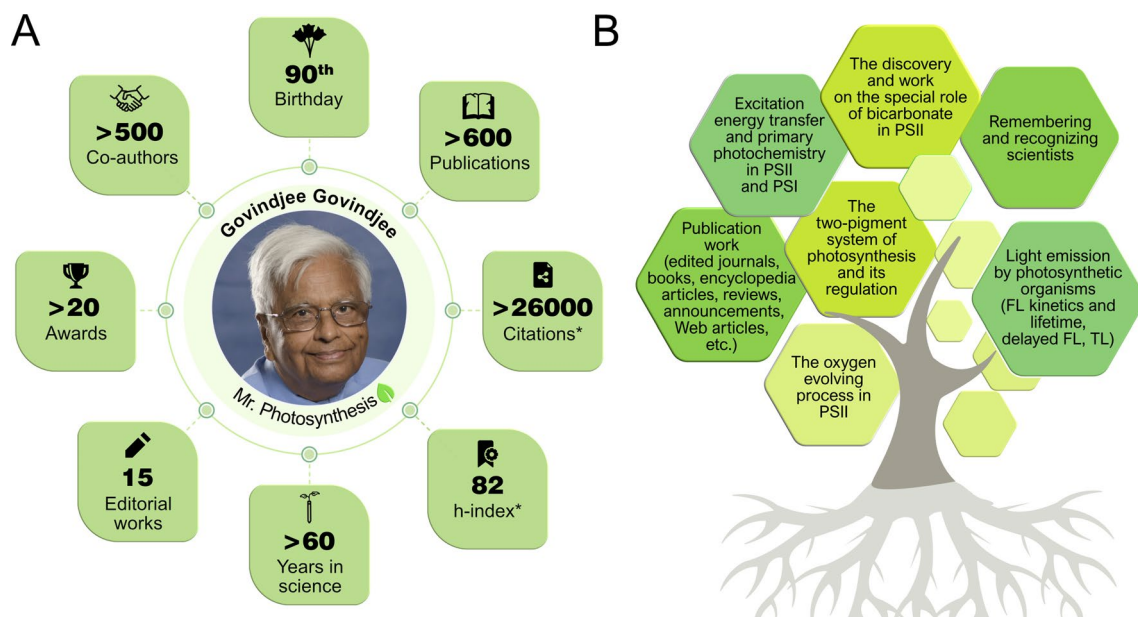 A
90th
Birthday
>500
Co-authors
>600
Publications
Govindjee Govindjee
>20
Awards
>26000
Citations*
Mr. Photosynthesis
15
Editorial
works
82
h-index*
>60
Years in
science
B
The discovery
and work
on the special role
of bicarbonate
in PSII
Excitation
energy transfer
and primary
photochemistry
in PSII
and PSI
Remembering
and recognizing
scientists
The
two-pigment
system of
photosynthesis
and its
regulation
Publication
work
(edited journals,
books, encyclopedia
articles, reviews,
announcements,
Web articles,
etc.)
Light emission
by photosynthetic
organisms
(FL kinetics and
lifetime,
delayed FL, TL)
The oxygen
evolving
process in
PSII